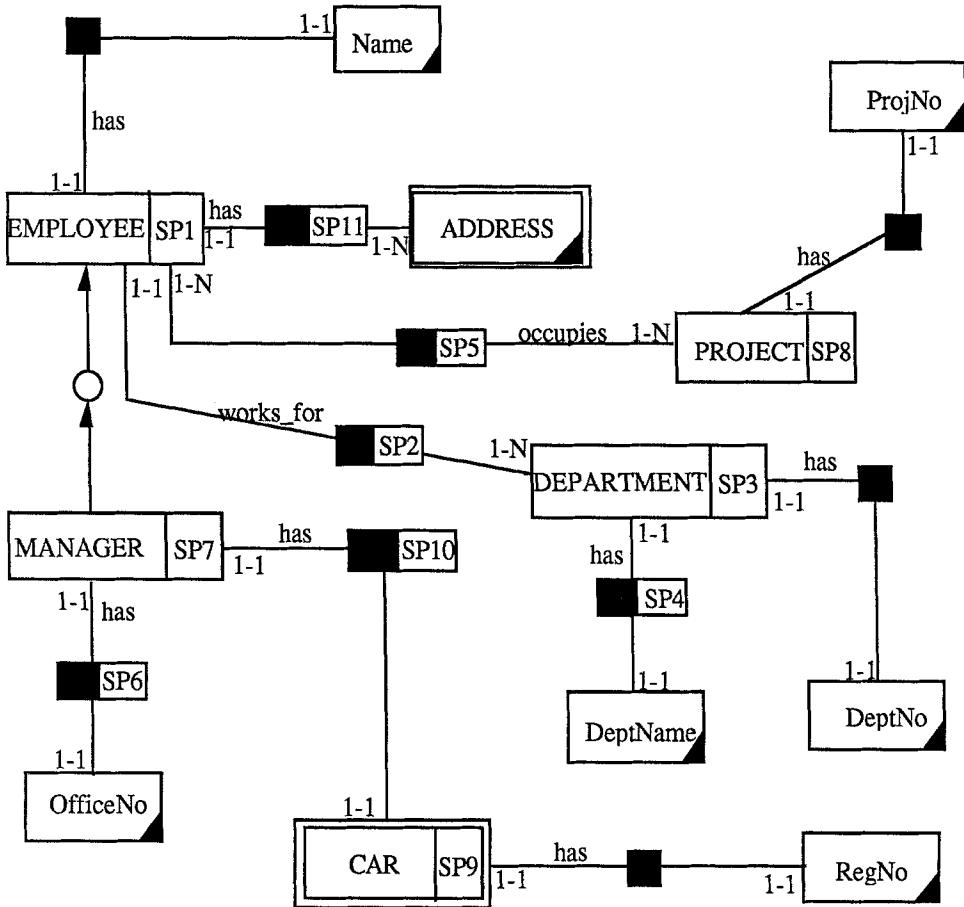 1-1
Name
has
1-1
ProjNo
1-1
EMPLOYEE SP1
has
1-1
SP11
1-N
ADDRESS
has
1-1
1-1
1-N
SP5
occupies
1-N
PROJECT SP8
works_for
SP2
1-N
DEPARTMENT SP3
has
1-1
MANAGER SP7
has
1-1
SP10
1-1
has
SP4
1-1
has
SP6
1-1
DeptName
1-1
DeptNo
1-1
OfficeNo
1-1
CAR SP9
has
1-1
1-1
RegNo